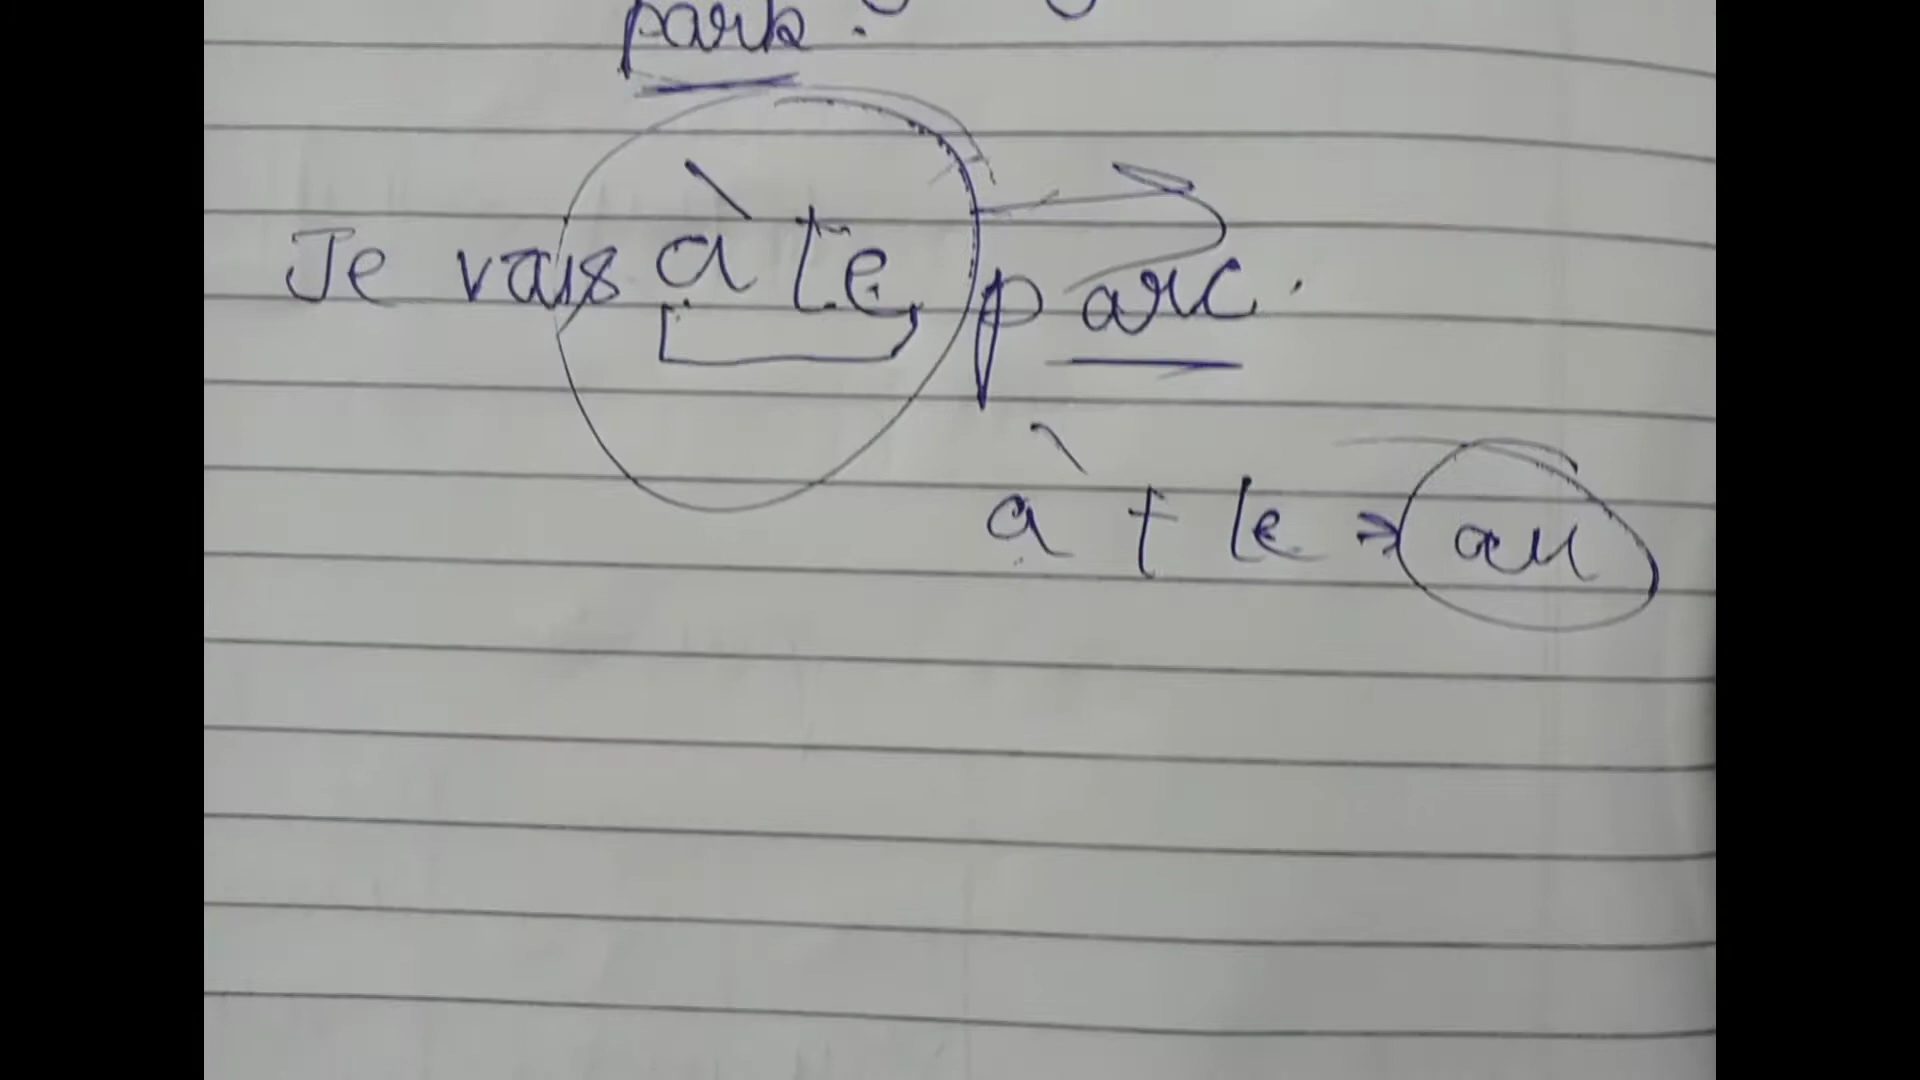 park.
Je vais à le parc.
à + le ⇒ au